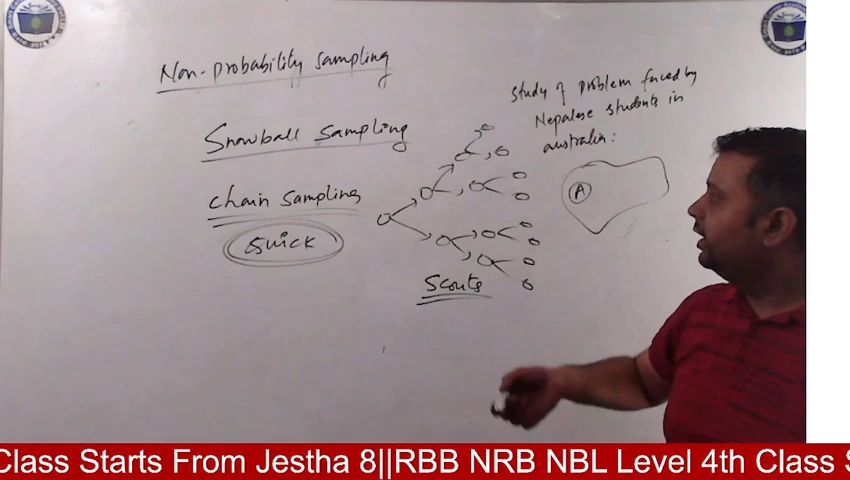 Non-probability sampling
Snowball sampling
chain sampling
QUICK
Scouts
Study of problem faced by
Nepalese students in
australia:
A
Class Starts From Jestha 8||RBB NRB NBL Level 4th Class S